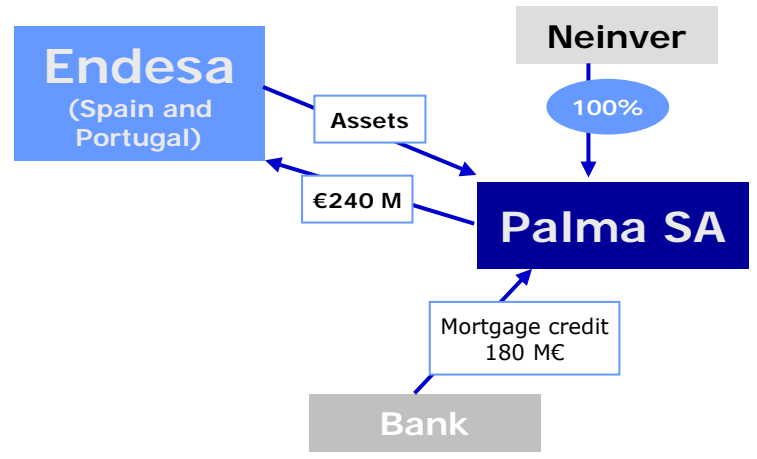 Neinver
Endesa
(Spain and
Portugal)
100%
Assets
€240 M
Palma SA
Mortgage credit
180 M€
Bank